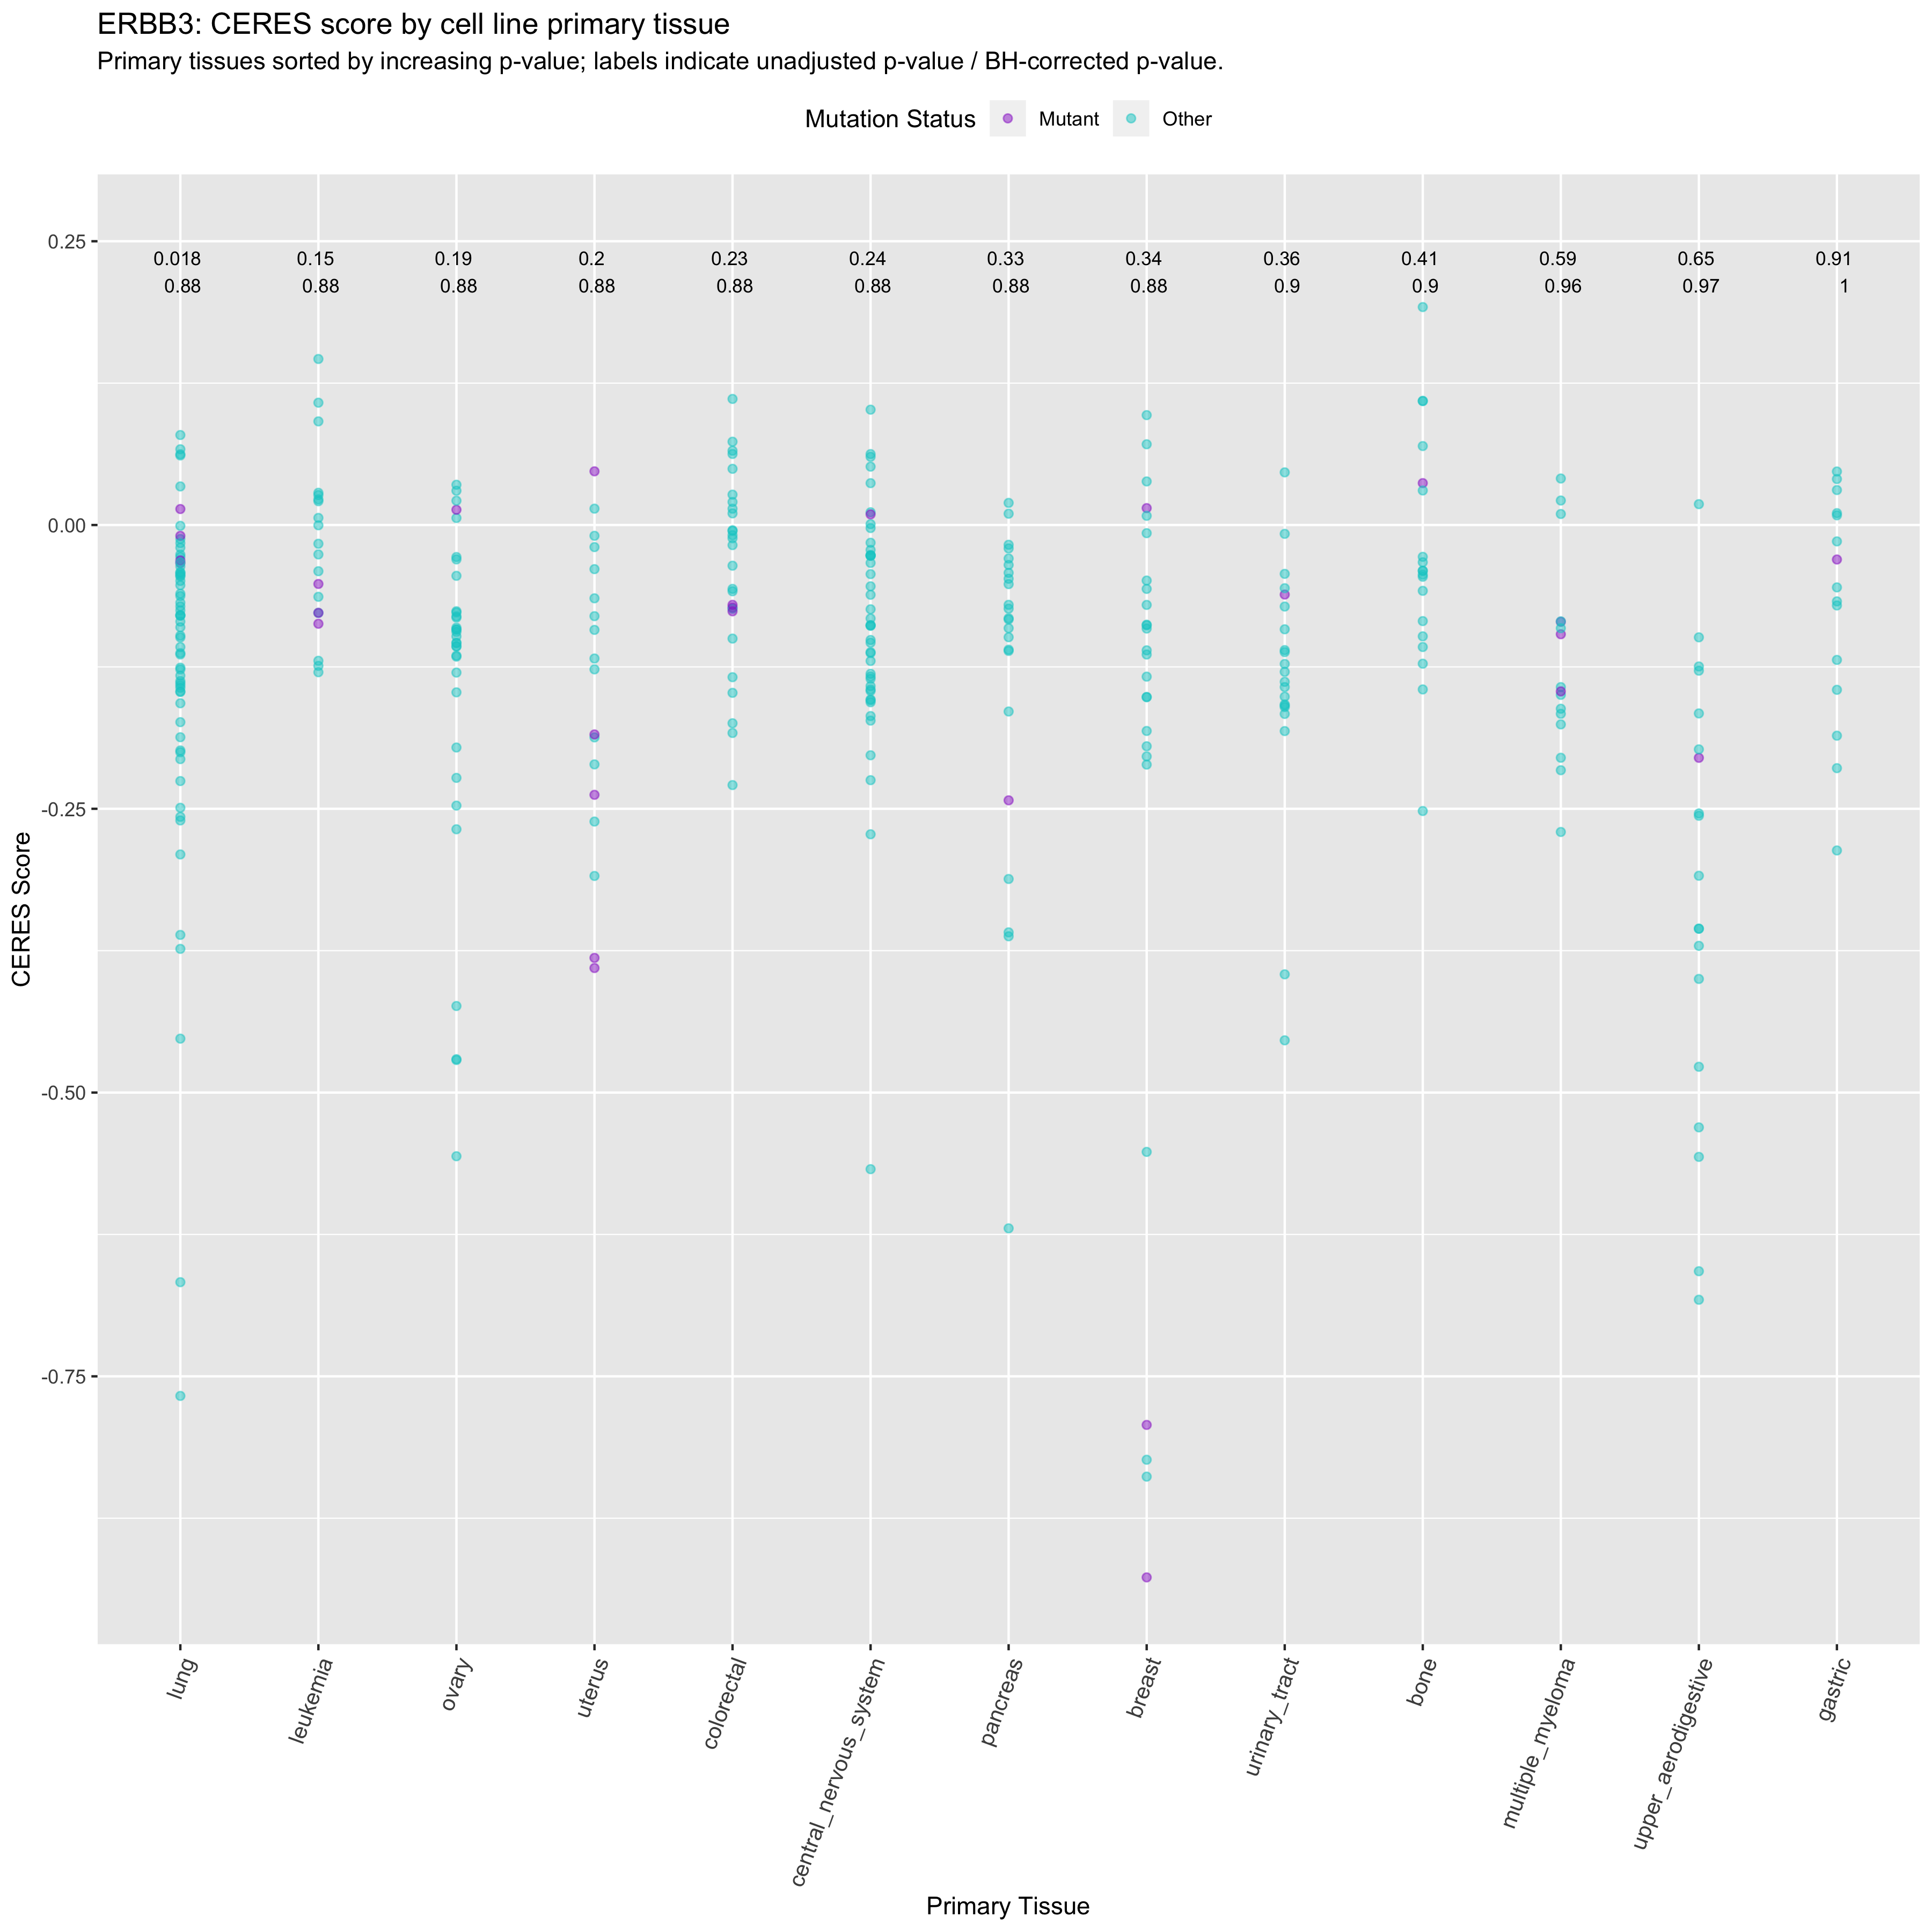 ERBB3: CERES score by cell line primary tissue
Primary tissues sorted by increasing p-value; labels indicate unadjusted p-value / BH-corrected p-value.
Mutation Status Mutant Other
0.25
0.018 0.15 0.19 0.2 0.23 0.24 0.33 0.34 0.36 0.41 0.59 0.65 0.91
0.88 0.88 0.88 0.88 0.88 0.88 0.88 0.88 0.9 0.9 0.96 0.97 1
0.00
-0.25
CERES Score
-0.50
-0.75
lung leukemia ovary uterus colorectal central_nervous_system pancreas breast urinary_tract bone multiple_myeloma upper_aerodigestive gastric
Primary Tissue